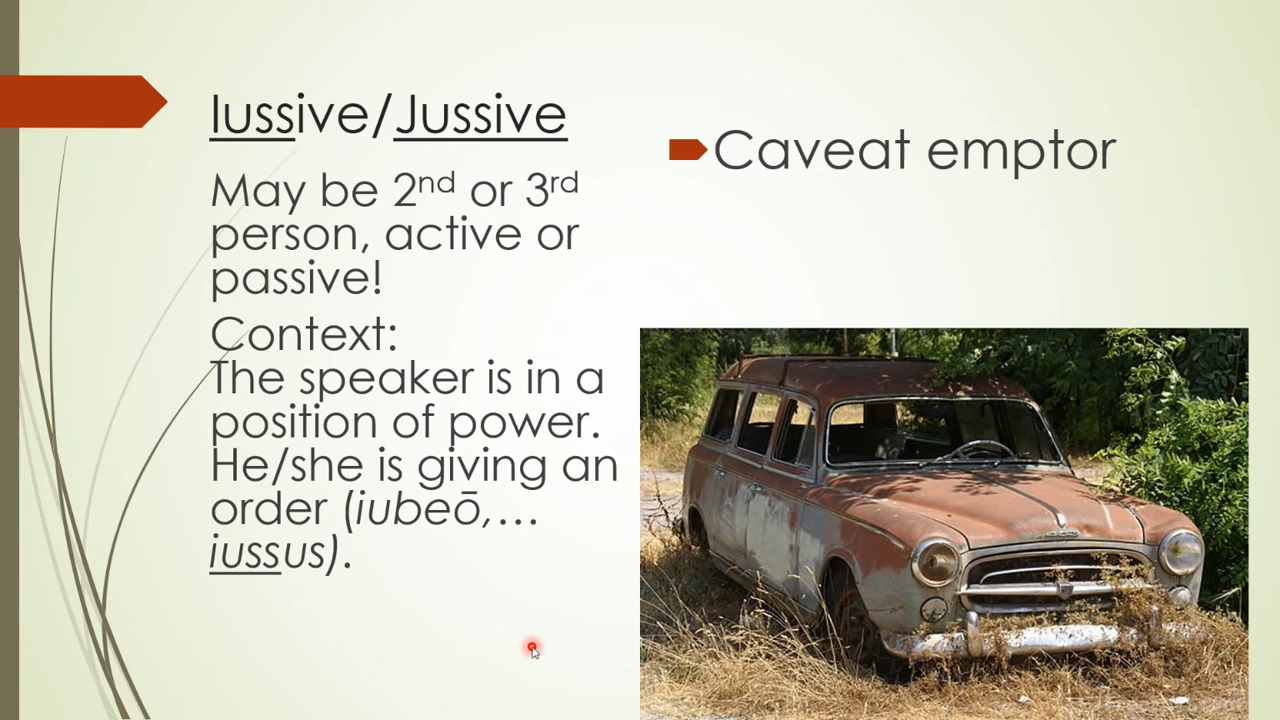 Iussive/Jussive
May be 2nd or 3rd
person, active or
passive!
Context:
The speaker is in a
position of power.
He/she is giving an
order (iubeō,…
iussus).
Caveat emptor